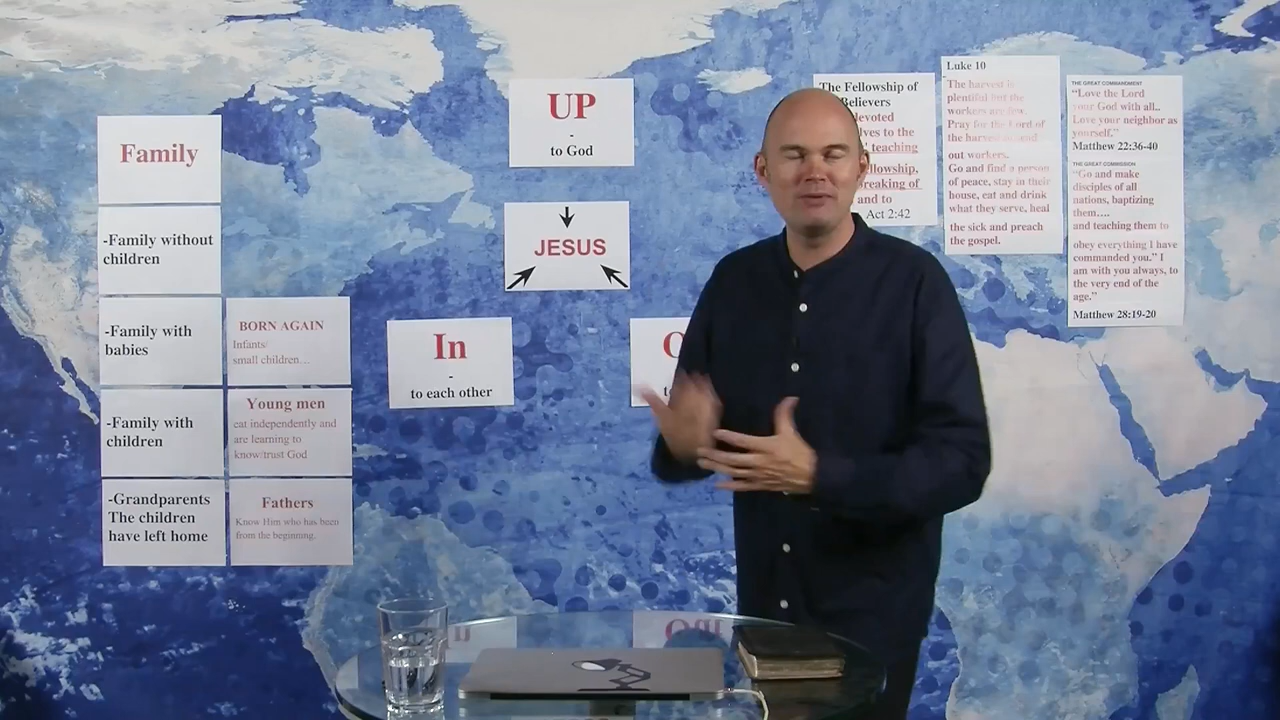 Family
-Family without
children
-Family with
babies
BORN AGAIN
Infants/
small children...
-Family with
children
Young men
eat independently and
are learning to
know/trust God
-Grandparents
The children
have left home
Fathers
Know Him who has been
from the beginning.
UP
-
to God
JESUS
In
-
to each other
The Fellowship of
Believers
to the
teaching
and to
Act 2:42
Luke 10
The harvest is
plentiful but the
workers are few.
Pray for the Lord of
the harvest to send
out workers.
Go and find a person
of peace, stay in their
house, eat and drink
what they serve, heal
the sick and preach
the gospel.
THE GREAT COMMANDMENT
"Love the Lord
your God with all..
Love your neighbor as
yourself."
Matthew 22:36-40
THE GREAT COMMISSION
"Go and make
disciples of all
nations, baptizing
them....
and teaching them to
obey everything I have
commanded you." I
am with you always, to
the very end of the
age."
Matthew 28:19-20